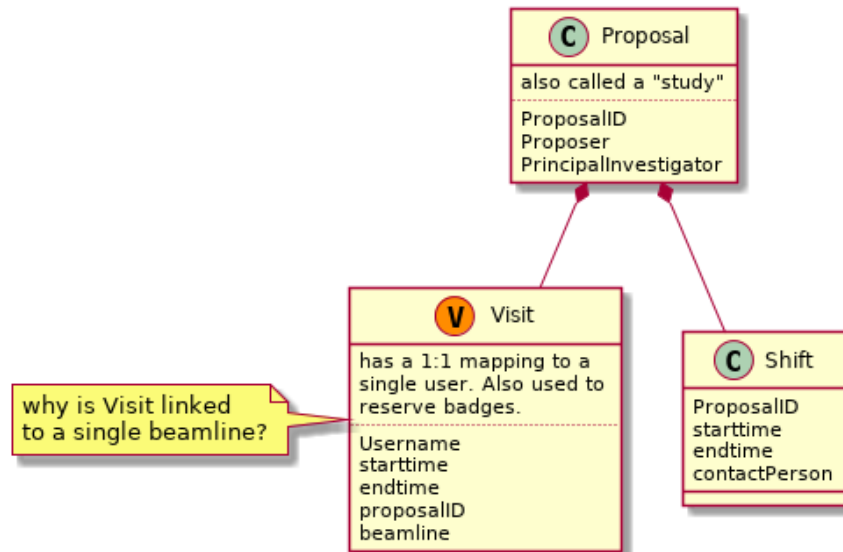 C Proposal
also called a "study"
ProposalID
Proposer
PrincipalInvestigator
V Visit
has a 1:1 mapping to a
single user. Also used to
reserve badges.
Username
starttime
endtime
proposalID
beamline
why is Visit linked
to a single beamline?
C Shift
ProposalID
starttime
endtime
contactPerson